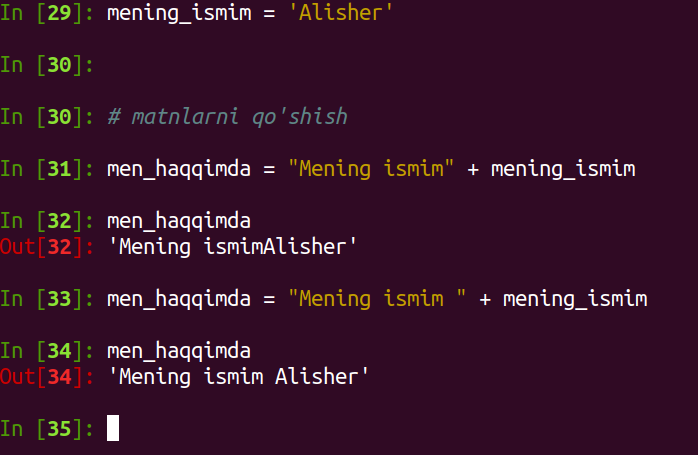 In [29]: mening_ismim = 'Alisher'
In [30]:
In [30]: # matnlarni qo'shish
In [31]: men_haqqimda = "Mening ismim" + mening_ismim
In [32]: men_haqqimda
Out[32]: 'Mening ismimAlisher'
In [33]: men_haqqimda = "Mening ismim " + mening_ismim
In [34]: men_haqqimda
Out[34]: 'Mening ismim Alisher'
In [35]: